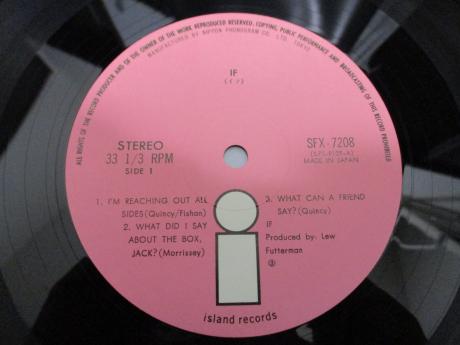 ALL RIGHTS OF THE RECORD PRODUCER AND OF THE OWNER OF THE WORK REPRODUCED RESERVED. COPYING, PUBLIC PERFORMANCE AND BROADCASTING OF THIS RECORD PROHIBITED
MANUFACTURED BY NIPPON PHONOGRAM CO. LTD. TOKYO
IF
STEREO
33 1/3 RPM
SIDE 1
SFX-7208
MADE IN JAPAN
1. I'M REACHING OUT ALL
SIDES (Quincy/Fishan)
2. WHAT DID I SAY
ABOUT THE BOX,
JACK? (Morrissey)
3. WHAT CAN A FRIEND
SAY? (Quincy)
IF
Produced by: Lew
Futterman
island records